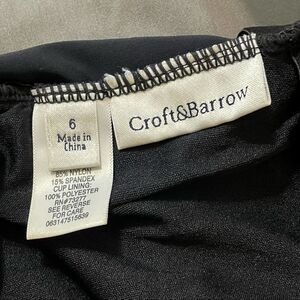 6
Made in
China
Croft&Barrow
85% NYLON
15% SPANDEX
CUP LINING:
100% POLYESTER
RN#73277
SEE REVERSE
FOR CARE
063147515639